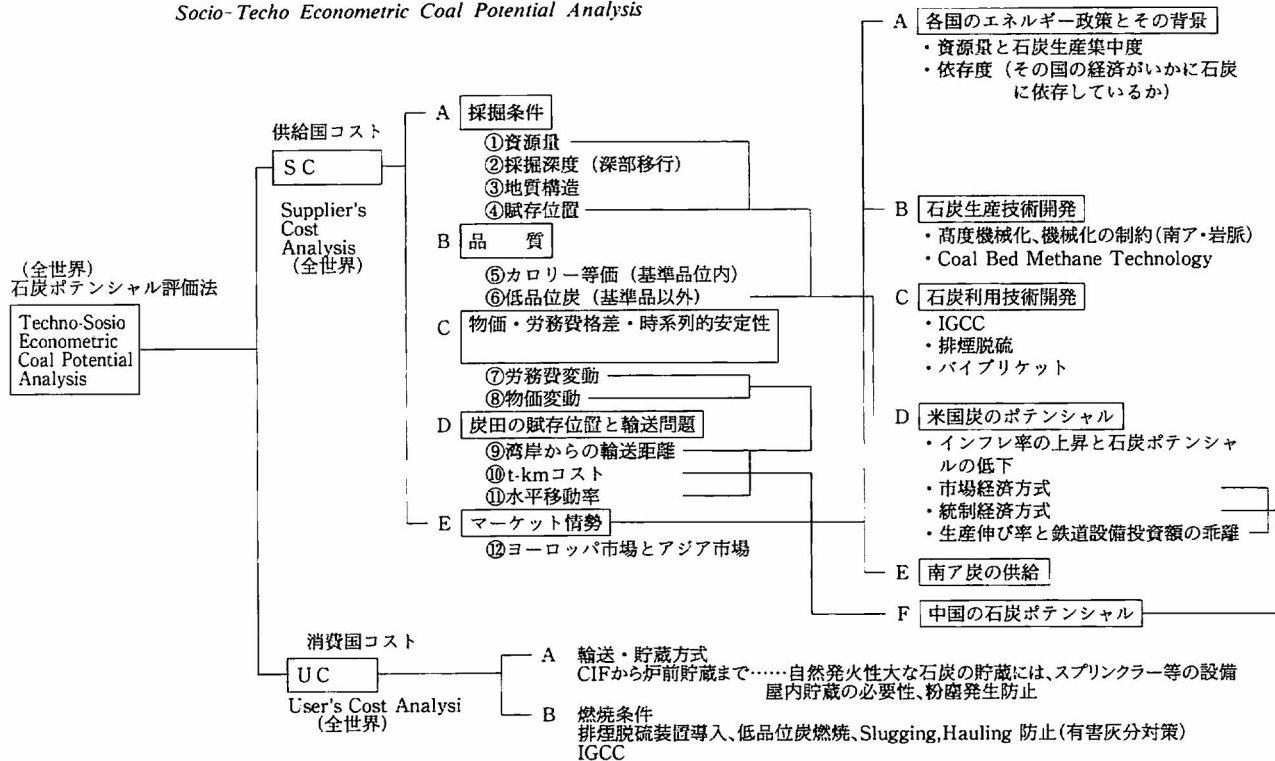 Socio-Techo Econometric Coal Potential Analysis
(全世界)
石炭ポテンシャル評価法
Techno-Sosio
Econometric
Coal Potential
Analysis
供給国コスト
SC
Supplier's
Cost
Analysis
(全世界)
A 採掘条件
①資源量
②採掘深度(深部移行)
③地質構造
④賦存位置
B 品 質
⑤カロリー等価(基準品位内)
⑥低品位炭(基準品以外)
C 物価・労務費格差・時系列的安定性
⑦労務費変動
⑧物価変動
D 炭田の賦存位置と輸送問題
⑨湾岸からの輸送距離
⑩t-kmコスト
⑪水平移動率
E マーケット情勢
⑫ヨーロッパ市場とアジア市場
A 各国のエネルギー政策とその背景
・資源量と石炭生産集中度
・依存度(その国の経済がいかに石炭
に依存しているか)
B 石炭生産技術開発
・高度機械化、機械化の制約(南ア・岩脈)
・Coal Bed Methane Technology
C 石炭利用技術開発
・IGCC
・排煙脱硫
・バイブリケット
D 米国炭のポテンシャル
・インフレ率の上昇と石炭ポテンシャ
ルの低下
・市場経済方式
・統制経済方式
・生産伸び率と鉄道設備投資額の乖離
E 南ア炭の供給
F 中国の石炭ポテンシャル
消費国コスト
UC
User's Cost Analysi
(全世界)
A 輸送・貯蔵方式
CIFから炉前貯蔵まで……自然発火性大な石炭の貯蔵には、スプリンクラー等の設備
屋内貯蔵の必要性、粉塵発生防止
B 燃焼条件
排煙脱硫装置導入、低品位炭燃焼、Slugging,Hauling 防止(有害灰分対策)
IGCC